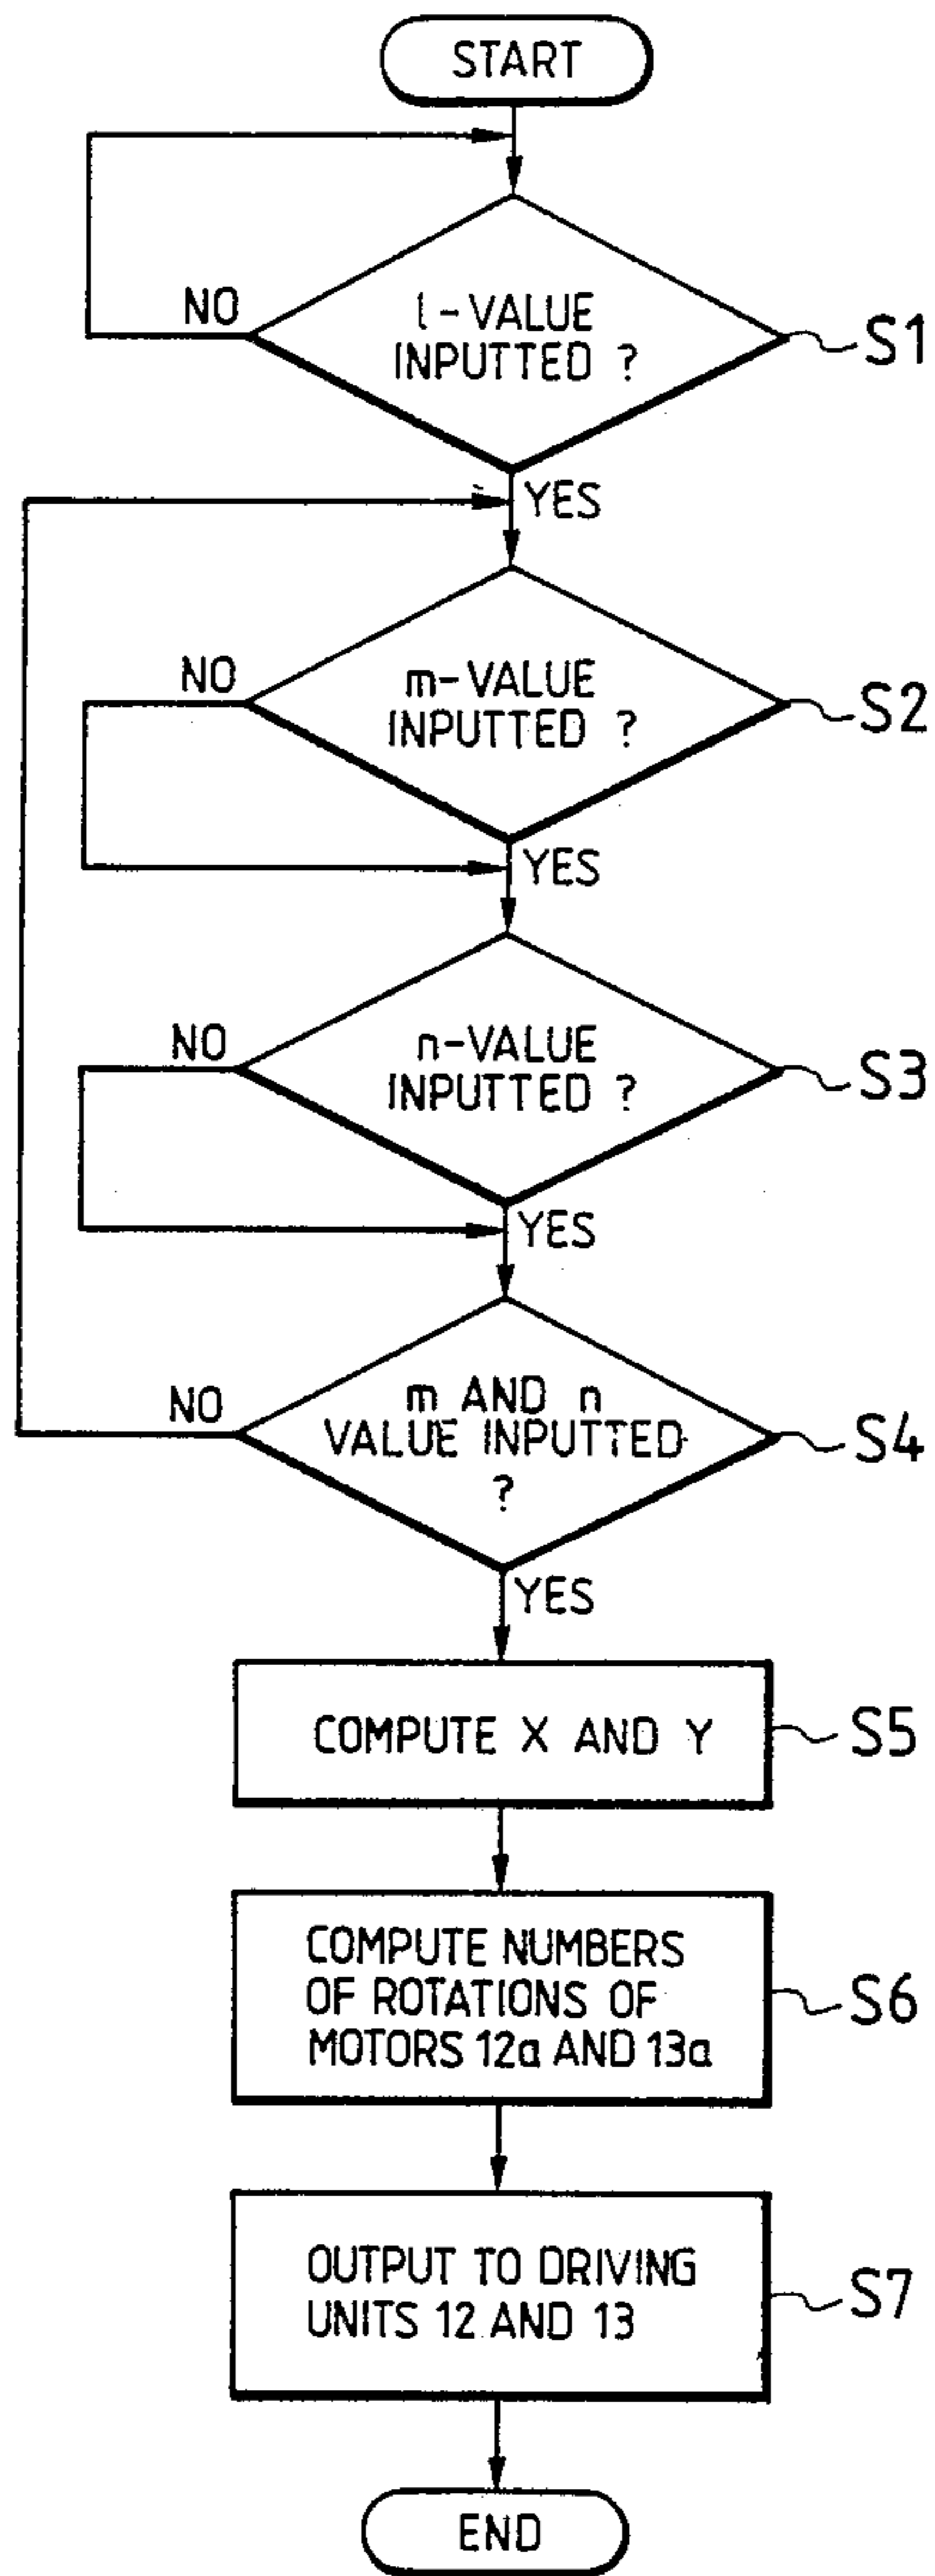 START
NO
l-VALUE
INPUTTED ?
S1
YES
NO
m-VALUE
INPUTTED ?
S2
YES
NO
n-VALUE
INPUTTED ?
S3
YES
NO
m AND n
VALUE INPUTTED
?
S4
YES
COMPUTE X AND Y
S5
COMPUTE NUMBERS
OF ROTATIONS OF
MOTORS 12a AND 13a
S6
OUTPUT TO DRIVING
UNITS 12 AND 13
S7
END